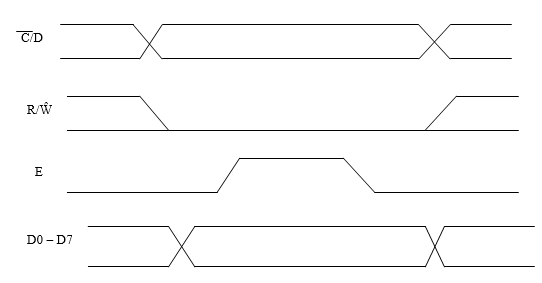 C̅/D
R/Ŵ
E
D0 – D7